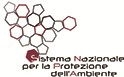 Sistema Nazionale
per la Protezione
dell'Ambiente